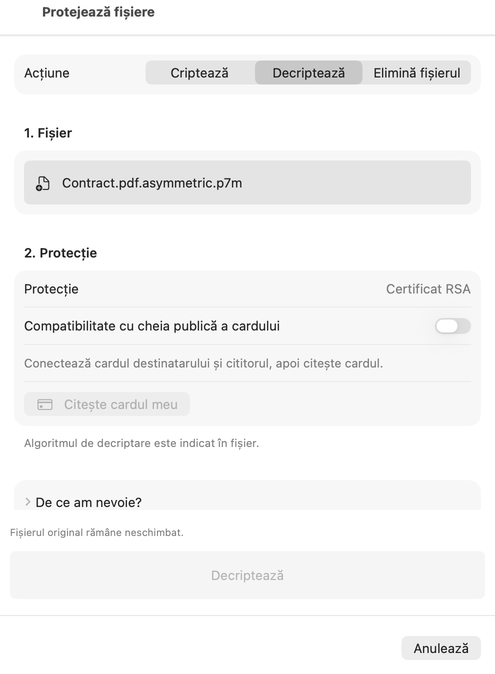 Protejează fișiere
Acțiune
Criptează
Decriptează
Elimină fișierul
1. Fișier
Contract.pdf.asymmetric.p7m
2. Protecție
Protecție
Certificat RSA
Compatibilitate cu cheia publică a cardului
Conectează cardul destinatarului și cititorul, apoi citește cardul.
Citește cardul meu
Algoritmul de decriptare este indicat în fișier.
De ce am nevoie?
Fișierul original rămâne neschimbat.
Decriptează
Anulează